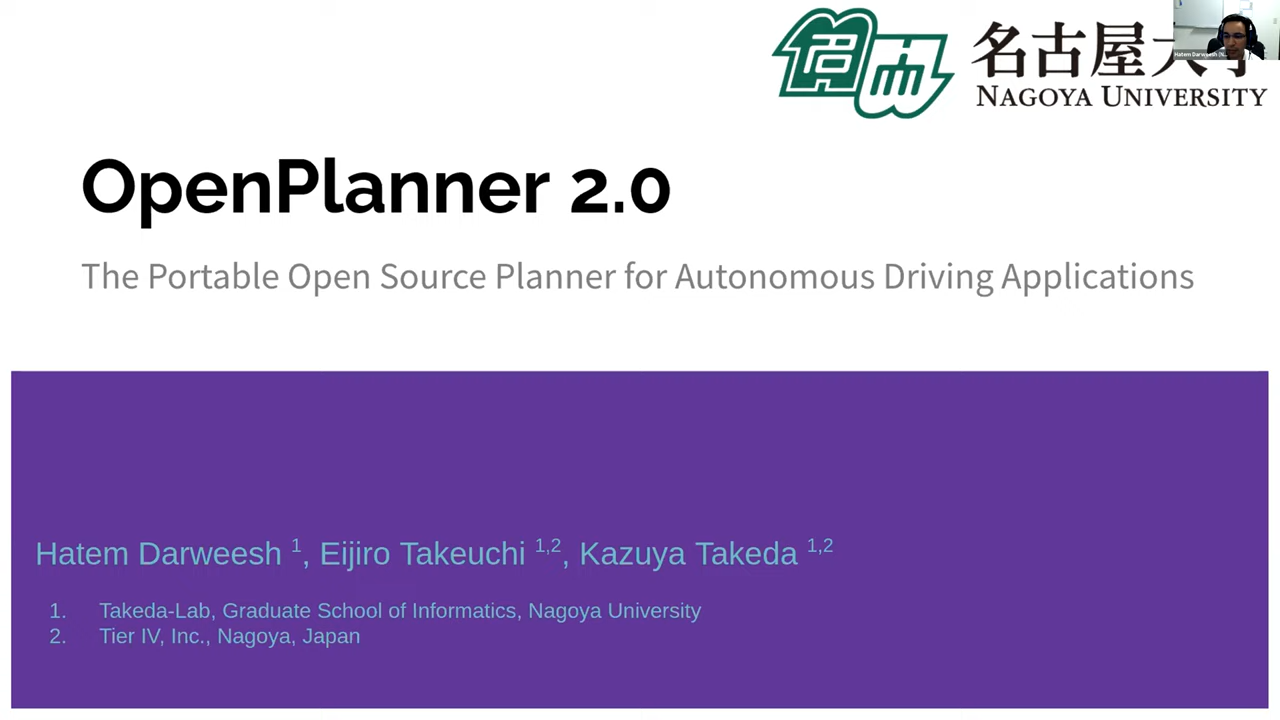 名古屋大学
NAGOYA UNIVERSITY
OpenPlanner 2.0
The Portable Open Source Planner for Autonomous Driving Applications
Hatem Darweesh 1, Eijiro Takeuchi 1,2, Kazuya Takeda 1,2
1. Takeda-Lab, Graduate School of Informatics, Nagoya University
2. Tier IV, Inc., Nagoya, Japan
Hatem Darweesh (N...